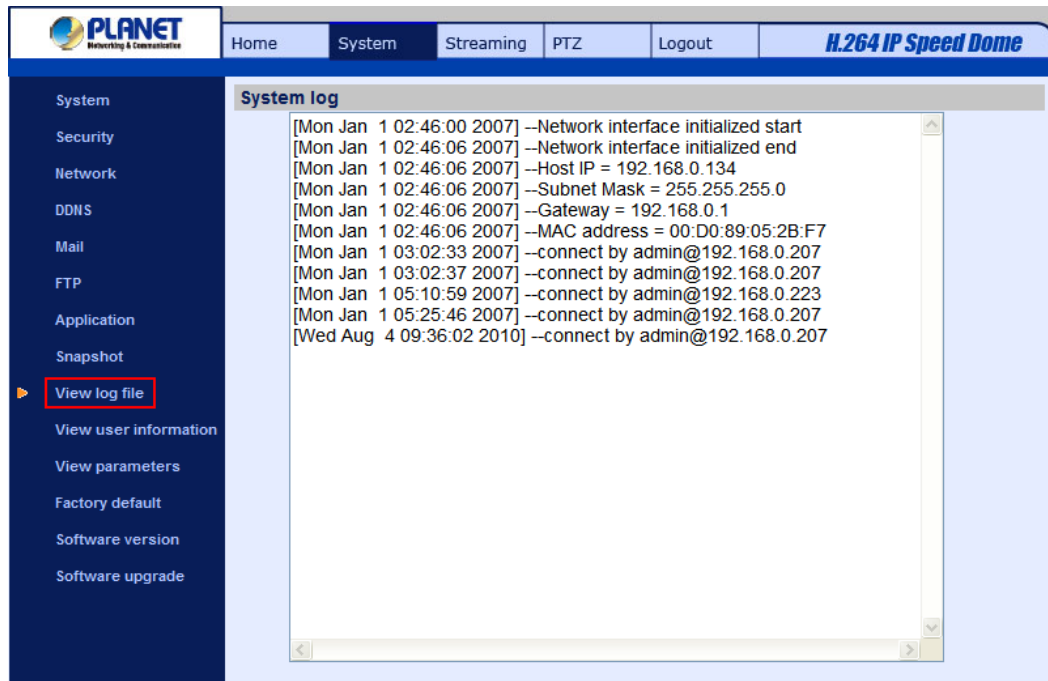 PLANET
Networking & Communication
Home System Streaming PTZ Logout H.264 IP Speed Dome
System
Security
Network
DDNS
Mail
FTP
Application
Snapshot
View log file
View user information
View parameters
Factory default
Software version
Software upgrade
System log
[Mon Jan 1 02:46:00 2007] --Network interface initialized start
[Mon Jan 1 02:46:06 2007] --Network interface initialized end
[Mon Jan 1 02:46:06 2007] --Host IP = 192.168.0.134
[Mon Jan 1 02:46:06 2007] --Subnet Mask = 255.255.255.0
[Mon Jan 1 02:46:06 2007] --Gateway = 192.168.0.1
[Mon Jan 1 02:46:06 2007] --MAC address = 00:D0:89:05:2B:F7
[Mon Jan 1 03:02:33 2007] --connect by admin@192.168.0.207
[Mon Jan 1 03:02:37 2007] --connect by admin@192.168.0.207
[Mon Jan 1 05:10:59 2007] --connect by admin@192.168.0.223
[Mon Jan 1 05:25:46 2007] --connect by admin@192.168.0.207
[Wed Aug 4 09:36:02 2010] --connect by admin@192.168.0.207